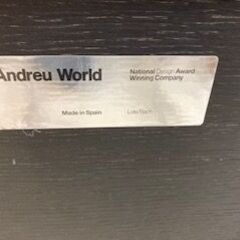 Andreu World
National Design Award
Winning Company
Made in Spain